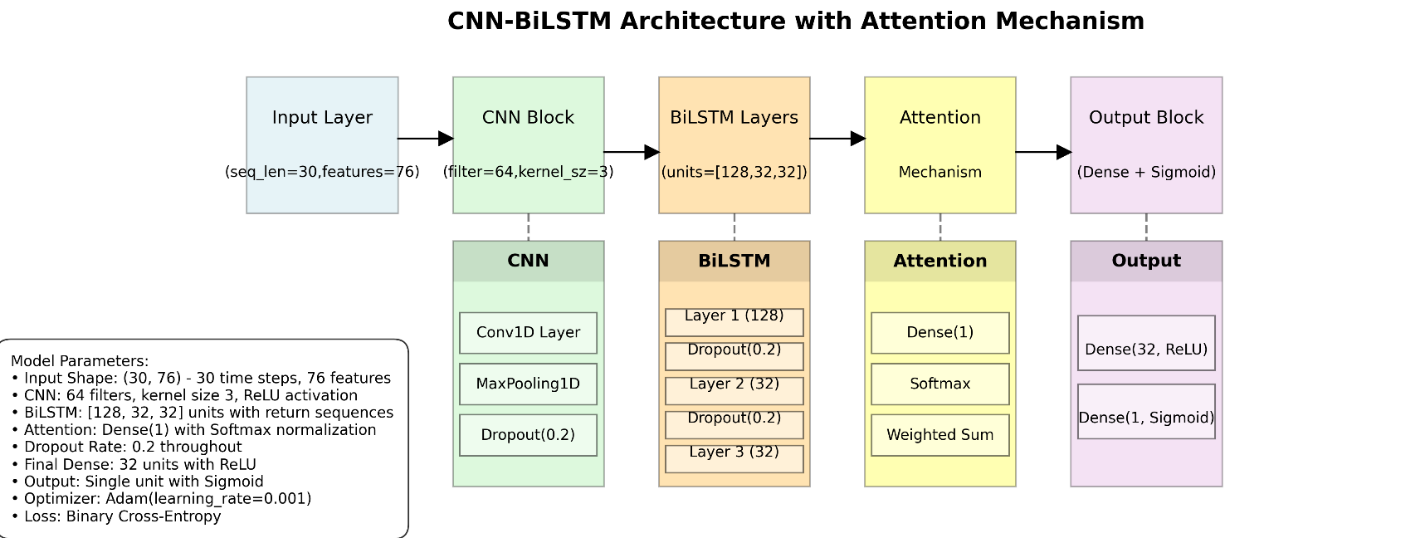 CNN-BiLSTM Architecture with Attention Mechanism
Input Layer
(seq_len=30,features=76)
CNN Block
(filter=64,kernel_sz=3)
BiLSTM Layers
(units=[128,32,32])
Attention
Mechanism
Output Block
(Dense + Sigmoid)
CNN
Conv1D Layer
MaxPooling1D
Dropout(0.2)
BiLSTM
Layer 1 (128)
Dropout(0.2)
Layer 2 (32)
Dropout(0.2)
Layer 3 (32)
Attention
Dense(1)
Softmax
Weighted Sum
Output
Dense(32, ReLU)
Dense(1, Sigmoid)
Model Parameters:
• Input Shape: (30, 76) - 30 time steps, 76 features
• CNN: 64 filters, kernel size 3, ReLU activation
• BiLSTM: [128, 32, 32] units with return sequences
• Attention: Dense(1) with Softmax normalization
• Dropout Rate: 0.2 throughout
• Final Dense: 32 units with ReLU
• Output: Single unit with Sigmoid
• Optimizer: Adam(learning_rate=0.001)
• Loss: Binary Cross-Entropy